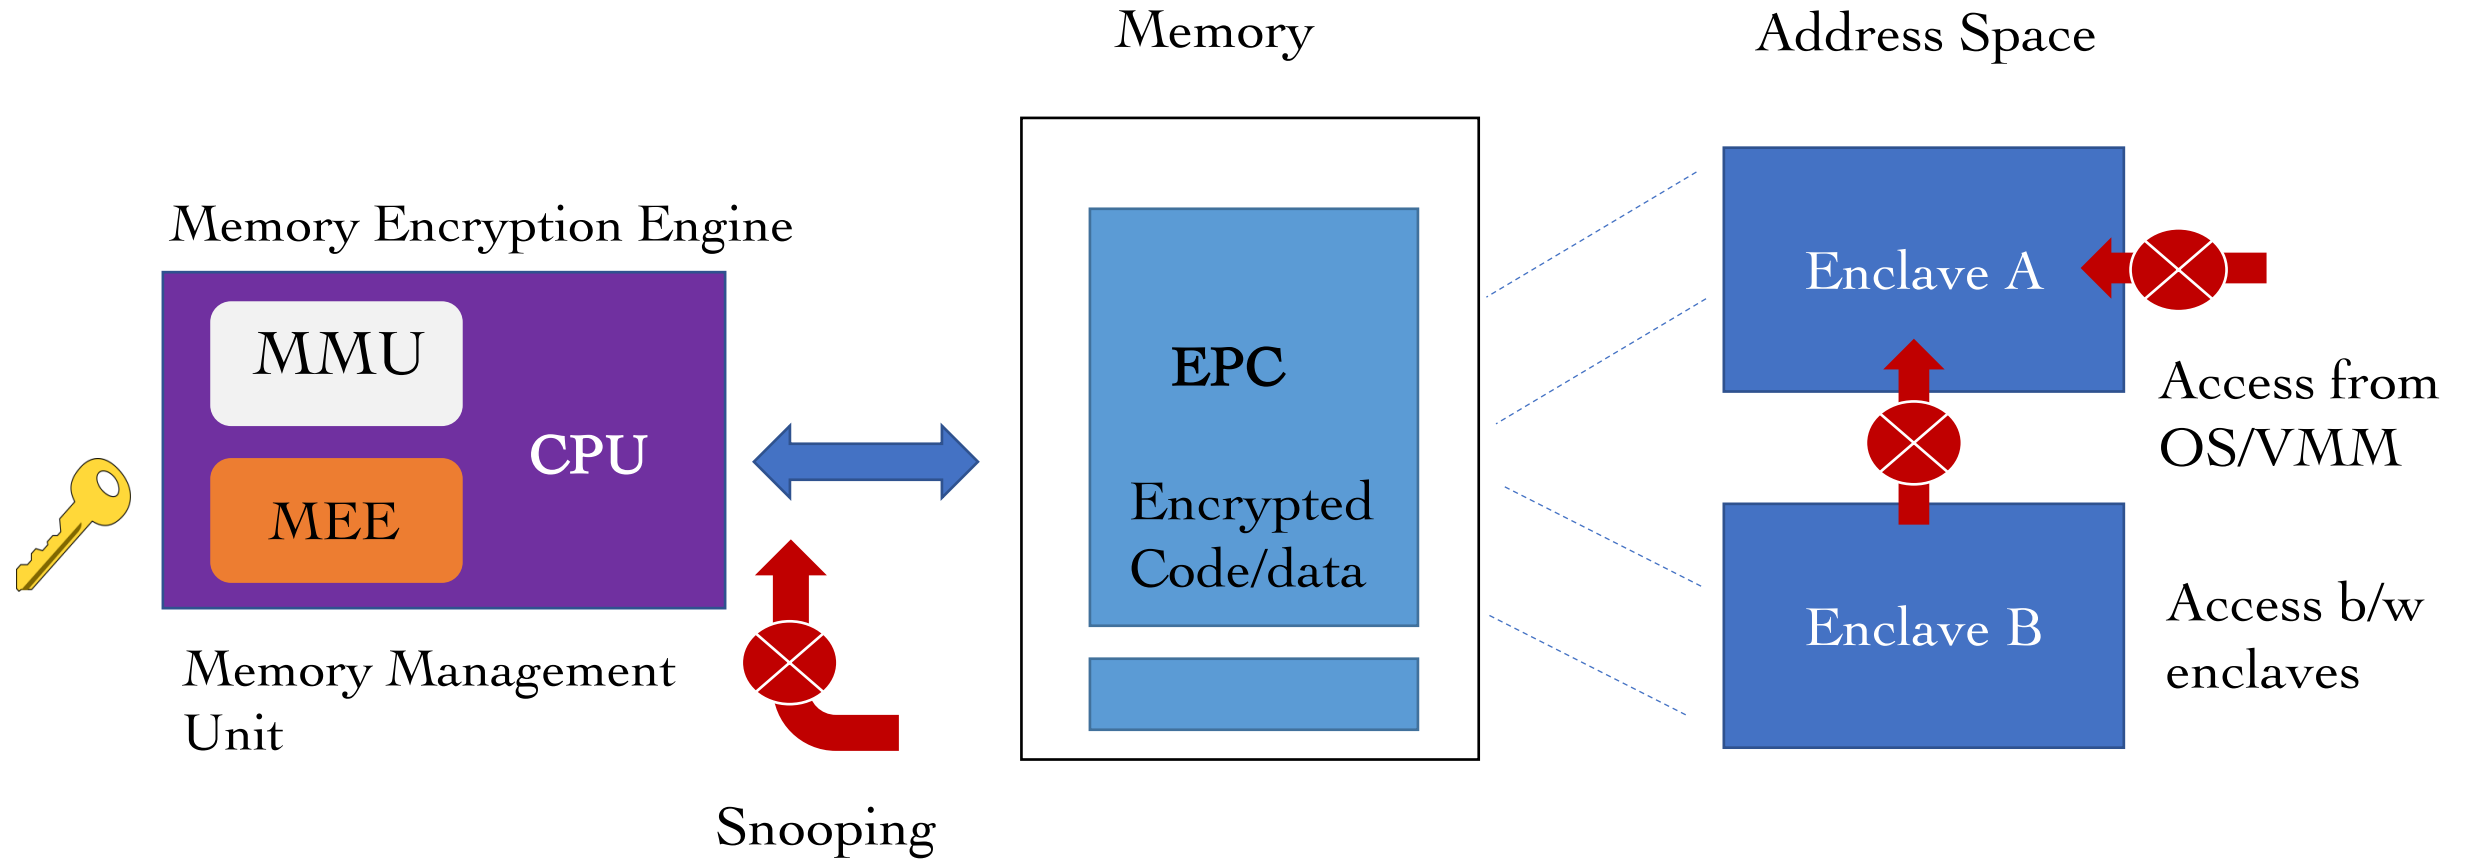 Memory
Address Space
Memory Encryption Engine
MMU
CPU
MEE
Memory Management
Unit
Snooping
EPC
Encrypted
Code/data
Enclave A
Access from
OS/VMM
Enclave B
Access b/w
enclaves